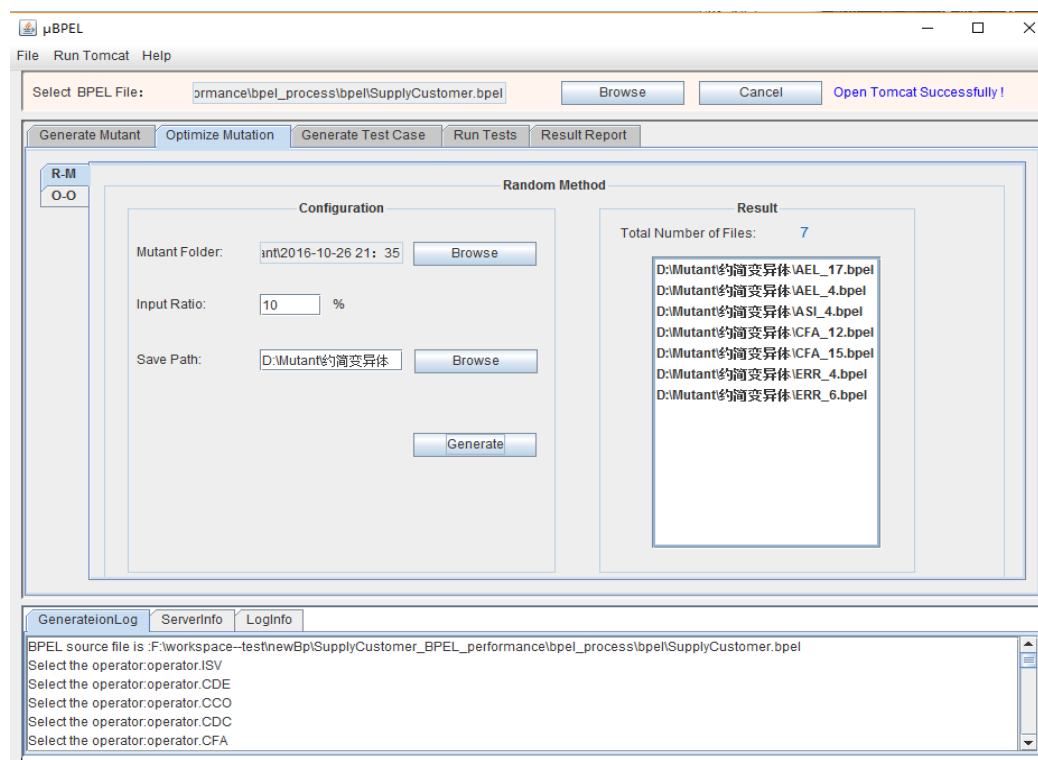 µBPEL
File Run Tomcat Help
Select BPEL File: ormance\bpel_process\bpel\SupplyCustomer.bpel Browse Cancel Open Tomcat Successfully !
Generate Mutant Optimize Mutation Generate Test Case Run Tests Result Report
R-M
O-O
Random Method
Configuration
Mutant Folder: ant\2016-10-26 21：35 Browse
Input Ratio: 10 %
Save Path: D:\Mutant\约简变异体 Browse
Generate
Result
Total Number of Files: 7
D:\Mutant\约简变异体\AEL_17.bpel
D:\Mutant\约简变异体\AEL_4.bpel
D:\Mutant\约简变异体\ASI_4.bpel
D:\Mutant\约简变异体\CFA_12.bpel
D:\Mutant\约简变异体\CFA_15.bpel
D:\Mutant\约简变异体\ERR_4.bpel
D:\Mutant\约简变异体\ERR_6.bpel
GenerateionLog ServerInfo LogInfo
BPEL source file is :F:\workspace--test\newBp\SupplyCustomer_BPEL_performance\bpel_process\bpel\SupplyCustomer.bpel
Select the operator:operator.ISV
Select the operator:operator.CDE
Select the operator:operator.CCO
Select the operator:operator.CDC
Select the operator:operator.CFA